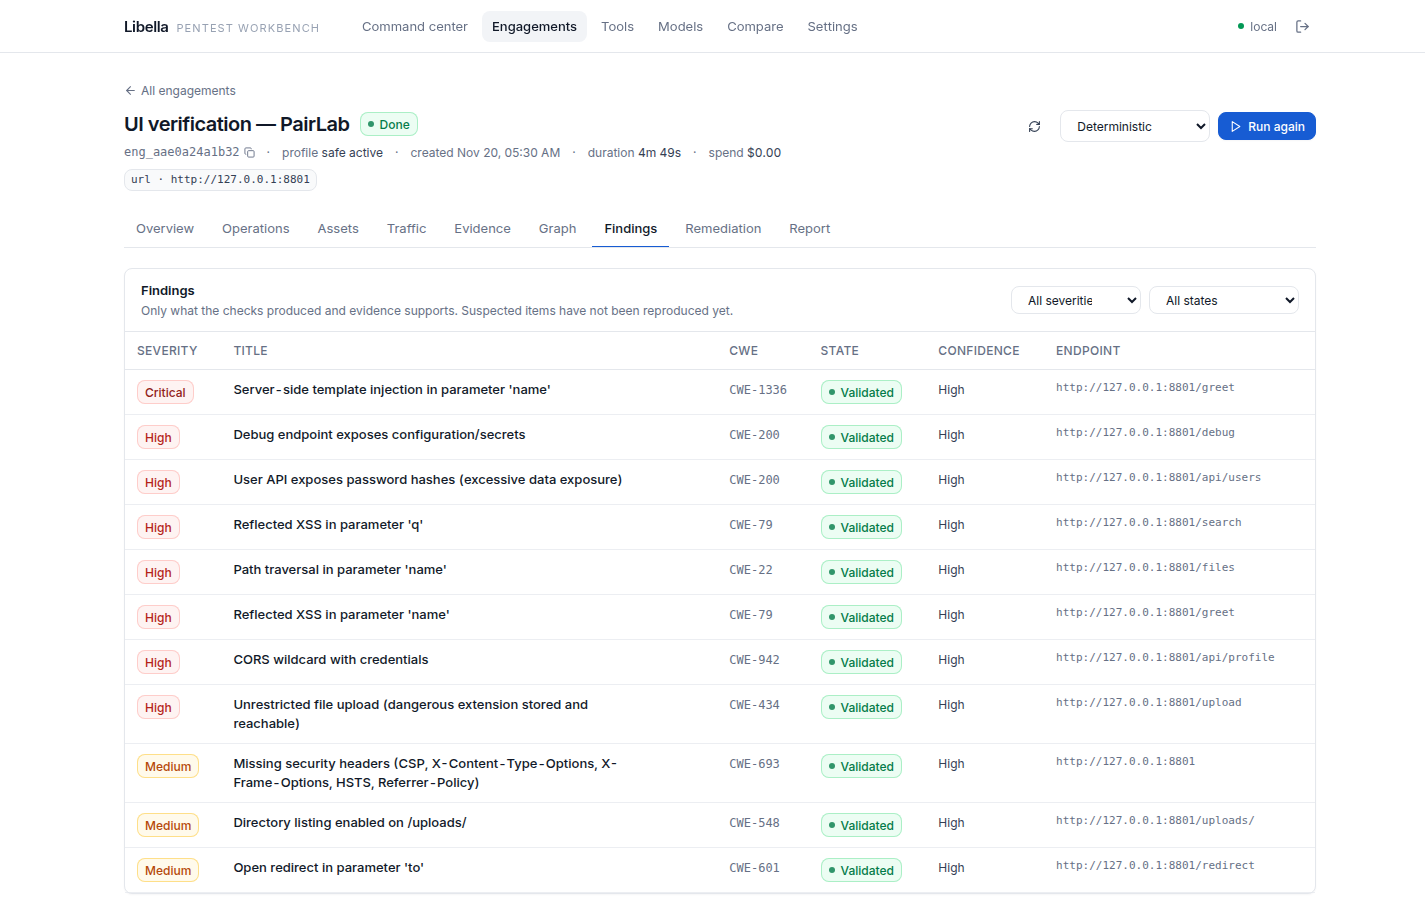 Libella PENTEST WORKBENCH Command center Engagements Tools Models Compare Settings local
All engagements
UI verification — PairLab Done Deterministic Run again
eng_aae0a24a1b32 · profile safe active · created Nov 20, 05:30 AM · duration 4m 49s · spend $0.00
url · http://127.0.0.1:8801
Overview Operations Assets Traffic Evidence Graph Findings Remediation Report
Findings
Only what the checks produced and evidence supports. Suspected items have not been reproduced yet.
All severitie All states
SEVERITY TITLE CWE STATE CONFIDENCE ENDPOINT
Critical Server-side template injection in parameter 'name' CWE-1336 Validated High http://127.0.0.1:8801/greet
High Debug endpoint exposes configuration/secrets CWE-200 Validated High http://127.0.0.1:8801/debug
High User API exposes password hashes (excessive data exposure) CWE-200 Validated High http://127.0.0.1:8801/api/users
High Reflected XSS in parameter 'q' CWE-79 Validated High http://127.0.0.1:8801/search
High Path traversal in parameter 'name' CWE-22 Validated High http://127.0.0.1:8801/files
High Reflected XSS in parameter 'name' CWE-79 Validated High http://127.0.0.1:8801/greet
High CORS wildcard with credentials CWE-942 Validated High http://127.0.0.1:8801/api/profile
High Unrestricted file upload (dangerous extension stored and CWE-434 Validated High http://127.0.0.1:8801/upload
reachable)
Medium Missing security headers (CSP, X-Content-Type-Options, X- CWE-693 Validated High http://127.0.0.1:8801
Frame-Options, HSTS, Referrer-Policy)
Medium Directory listing enabled on /uploads/ CWE-548 Validated High http://127.0.0.1:8801/uploads/
Medium Open redirect in parameter 'to' CWE-601 Validated High http://127.0.0.1:8801/redirect